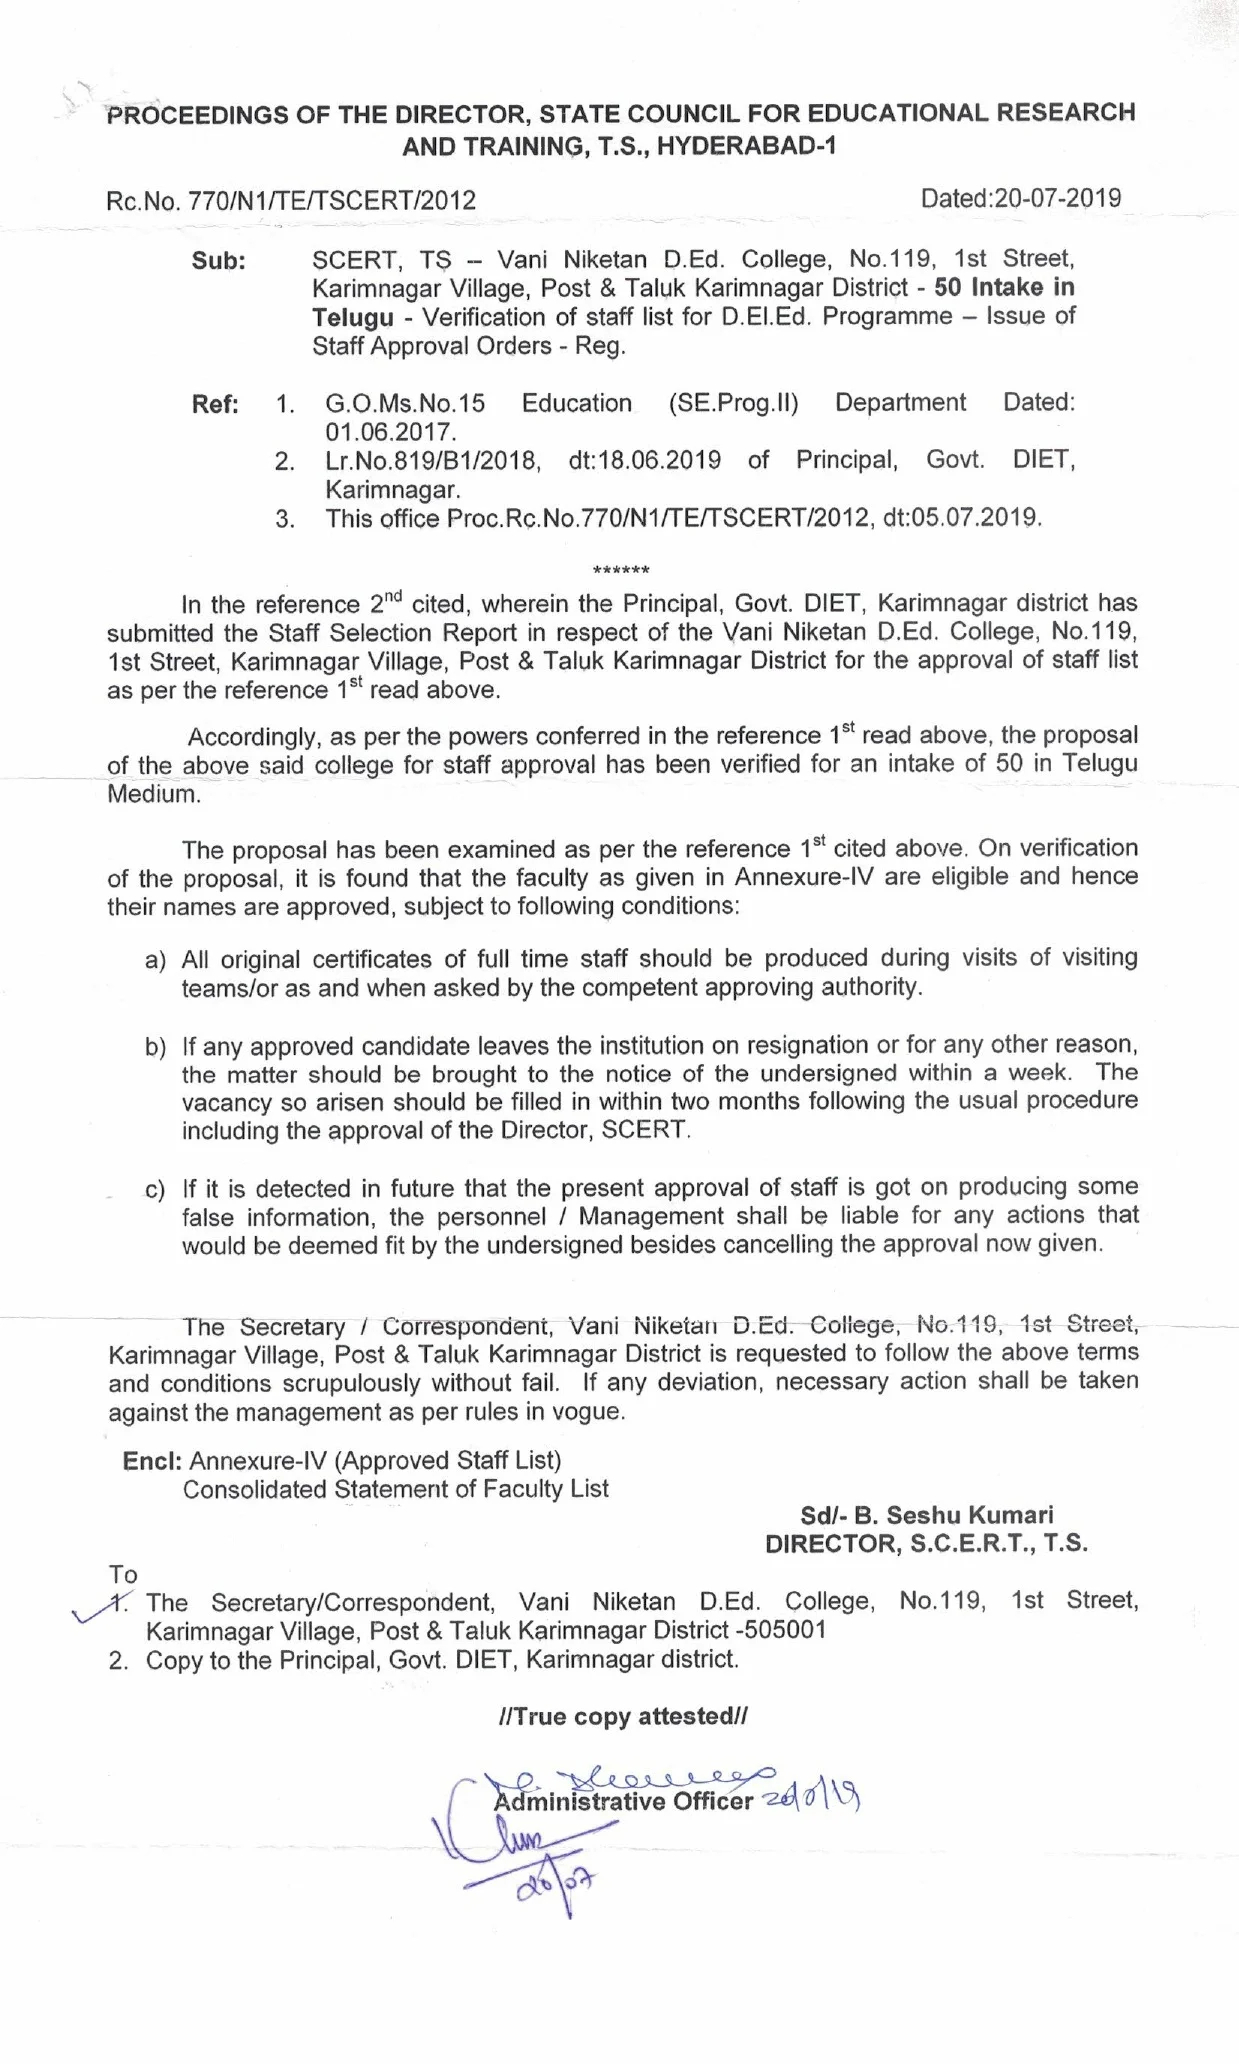 PROCEEDINGS OF THE DIRECTOR, STATE COUNCIL FOR EDUCATIONAL RESEARCH
AND TRAINING, T.S., HYDERABAD-1
Rc.No. 770/N1/TE/TSCERT/2012 Dated:20-07-2019
Sub: SCERT, TS – Vani Niketan D.Ed. College, No.119, 1st Street,
Karimnagar Village, Post & Taluk Karimnagar District - 50 Intake in
Telugu - Verification of staff list for D.El.Ed. Programme – Issue of
Staff Approval Orders - Reg.
Ref: 1. G.O.Ms.No.15 Education (SE.Prog.II) Department Dated:
01.06.2017.
2. Lr.No.819/B1/2018, dt:18.06.2019 of Principal, Govt. DIET,
Karimnagar.
3. This office Proc.Rc.No.770/N1/TE/TSCERT/2012, dt:05.07.2019.
******
In the reference 2nd cited, wherein the Principal, Govt. DIET, Karimnagar district has
submitted the Staff Selection Report in respect of the Vani Niketan D.Ed. College, No.119,
1st Street, Karimnagar Village, Post & Taluk Karimnagar District for the approval of staff list
as per the reference 1st read above.
Accordingly, as per the powers conferred in the reference 1st read above, the proposal
of the above said college for staff approval has been verified for an intake of 50 in Telugu
Medium.
The proposal has been examined as per the reference 1st cited above. On verification
of the proposal, it is found that the faculty as given in Annexure-IV are eligible and hence
their names are approved, subject to following conditions:
a) All original certificates of full time staff should be produced during visits of visiting
teams/or as and when asked by the competent approving authority.
b) If any approved candidate leaves the institution on resignation or for any other reason,
the matter should be brought to the notice of the undersigned within a week. The
vacancy so arisen should be filled in within two months following the usual procedure
including the approval of the Director, SCERT.
c) If it is detected in future that the present approval of staff is got on producing some
false information, the personnel / Management shall be liable for any actions that
would be deemed fit by the undersigned besides cancelling the approval now given.
The Secretary / Correspondent, Vani Niketan D.Ed. College, No.119, 1st Street,
Karimnagar Village, Post & Taluk Karimnagar District is requested to follow the above terms
and conditions scrupulously without fail. If any deviation, necessary action shall be taken
against the management as per rules in vogue.
Encl: Annexure-IV (Approved Staff List)
Consolidated Statement of Faculty List
Sd/- B. Seshu Kumari
DIRECTOR, S.C.E.R.T., T.S.
To
1. The Secretary/Correspondent, Vani Niketan D.Ed. College, No.119, 1st Street,
Karimnagar Village, Post & Taluk Karimnagar District -505001
2. Copy to the Principal, Govt. DIET, Karimnagar district.
//True copy attested//
Administrative Officer
20/07